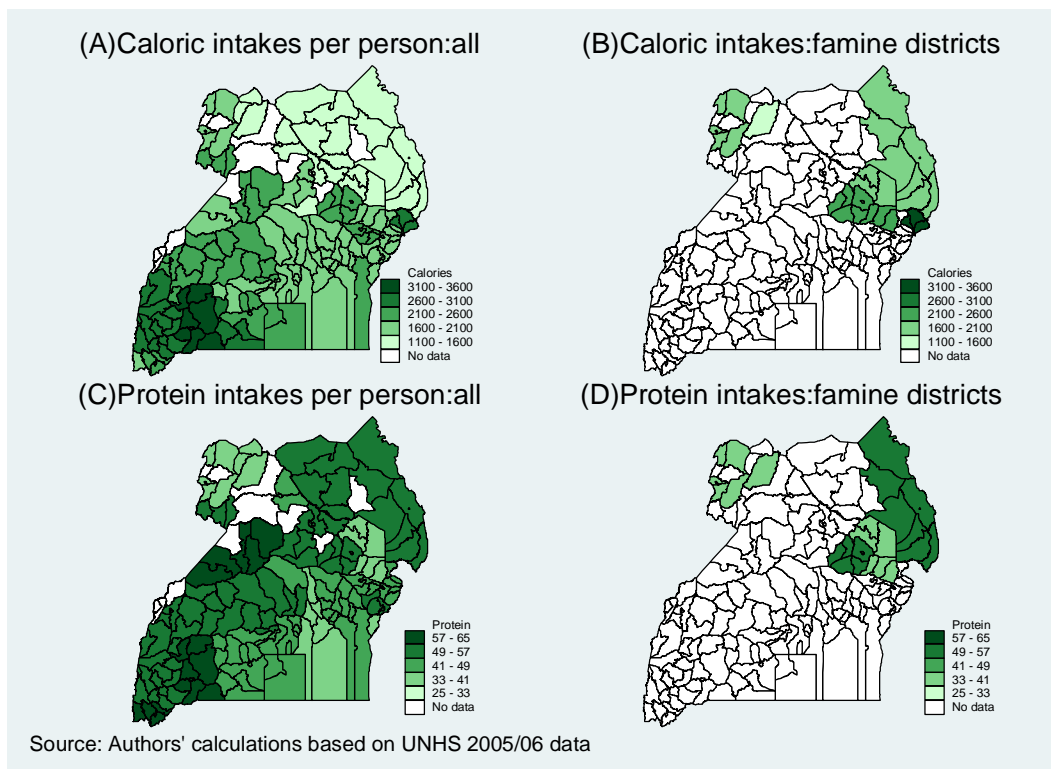 (A)Caloric intakes per person:all
(B)Caloric intakes:famine districts
Calories
3100 - 3600
2600 - 3100
2100 - 2600
1600 - 2100
1100 - 1600
No data
Calories
3100 - 3600
2600 - 3100
2100 - 2600
1600 - 2100
1100 - 1600
No data
(C)Protein intakes per person:all
(D)Protein intakes:famine districts
Protein
57 - 65
49 - 57
41 - 49
33 - 41
25 - 33
No data
Protein
57 - 65
49 - 57
41 - 49
33 - 41
25 - 33
No data
Source: Authors' calculations based on UNHS 2005/06 data